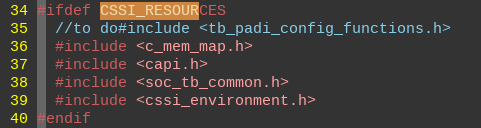 34 #ifdef CSSI_RESOURCES
35   //to do#include <tb_padi_config_functions.h>
36   #include <c_mem_map.h>
37   #include <capi.h>
38   #include <soc_tb_common.h>
39   #include <cssi_environment.h>
40 #endif